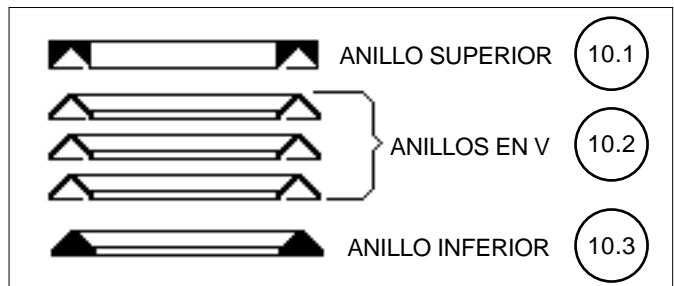 ANILLO SUPERIOR 10.1
ANILLOS EN V 10.2
ANILLO INFERIOR 10.3